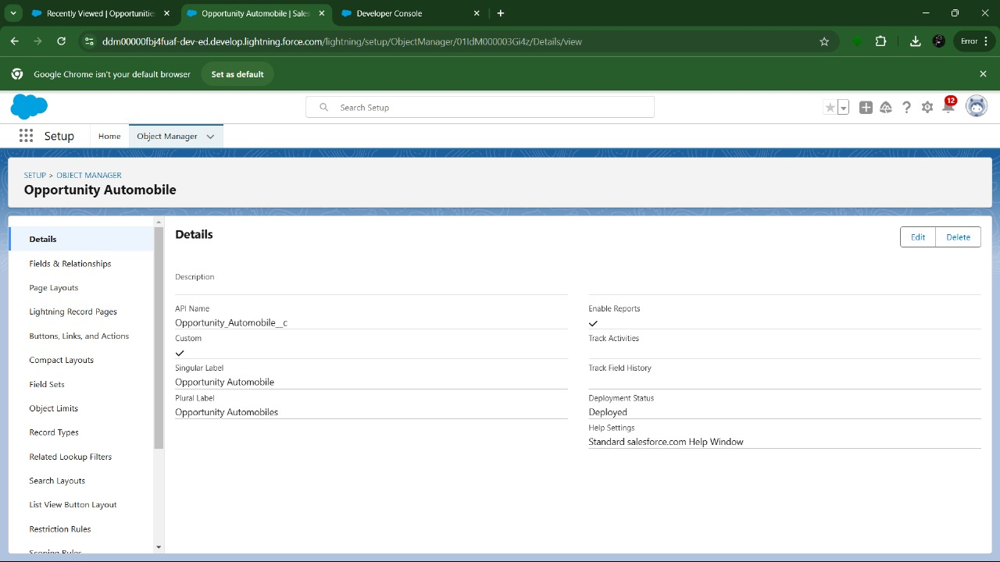 Recently Viewed | Opportunities
Opportunity Automobile | Sales
Developer Console
ddm00000fbj4fuaf-dev-ed.develop.lightning.force.com/lightning/setup/ObjectManager/01IdM000003Gi4z/Details/view
Error
Google Chrome isn't your default browser
Set as default
Search Setup
12
Setup
Home
Object Manager
SETUP > OBJECT MANAGER
Opportunity Automobile
Details
Fields & Relationships
Page Layouts
Lightning Record Pages
Buttons, Links, and Actions
Compact Layouts
Field Sets
Object Limits
Record Types
Related Lookup Filters
Search Layouts
List View Button Layout
Restriction Rules
Scoping Rules
Details
Edit
Delete
Description
API Name
Opportunity_Automobile__c
Custom
Singular Label
Opportunity Automobile
Plural Label
Opportunity Automobiles
Enable Reports
Track Activities
Track Field History
Deployment Status
Deployed
Help Settings
Standard salesforce.com Help Window